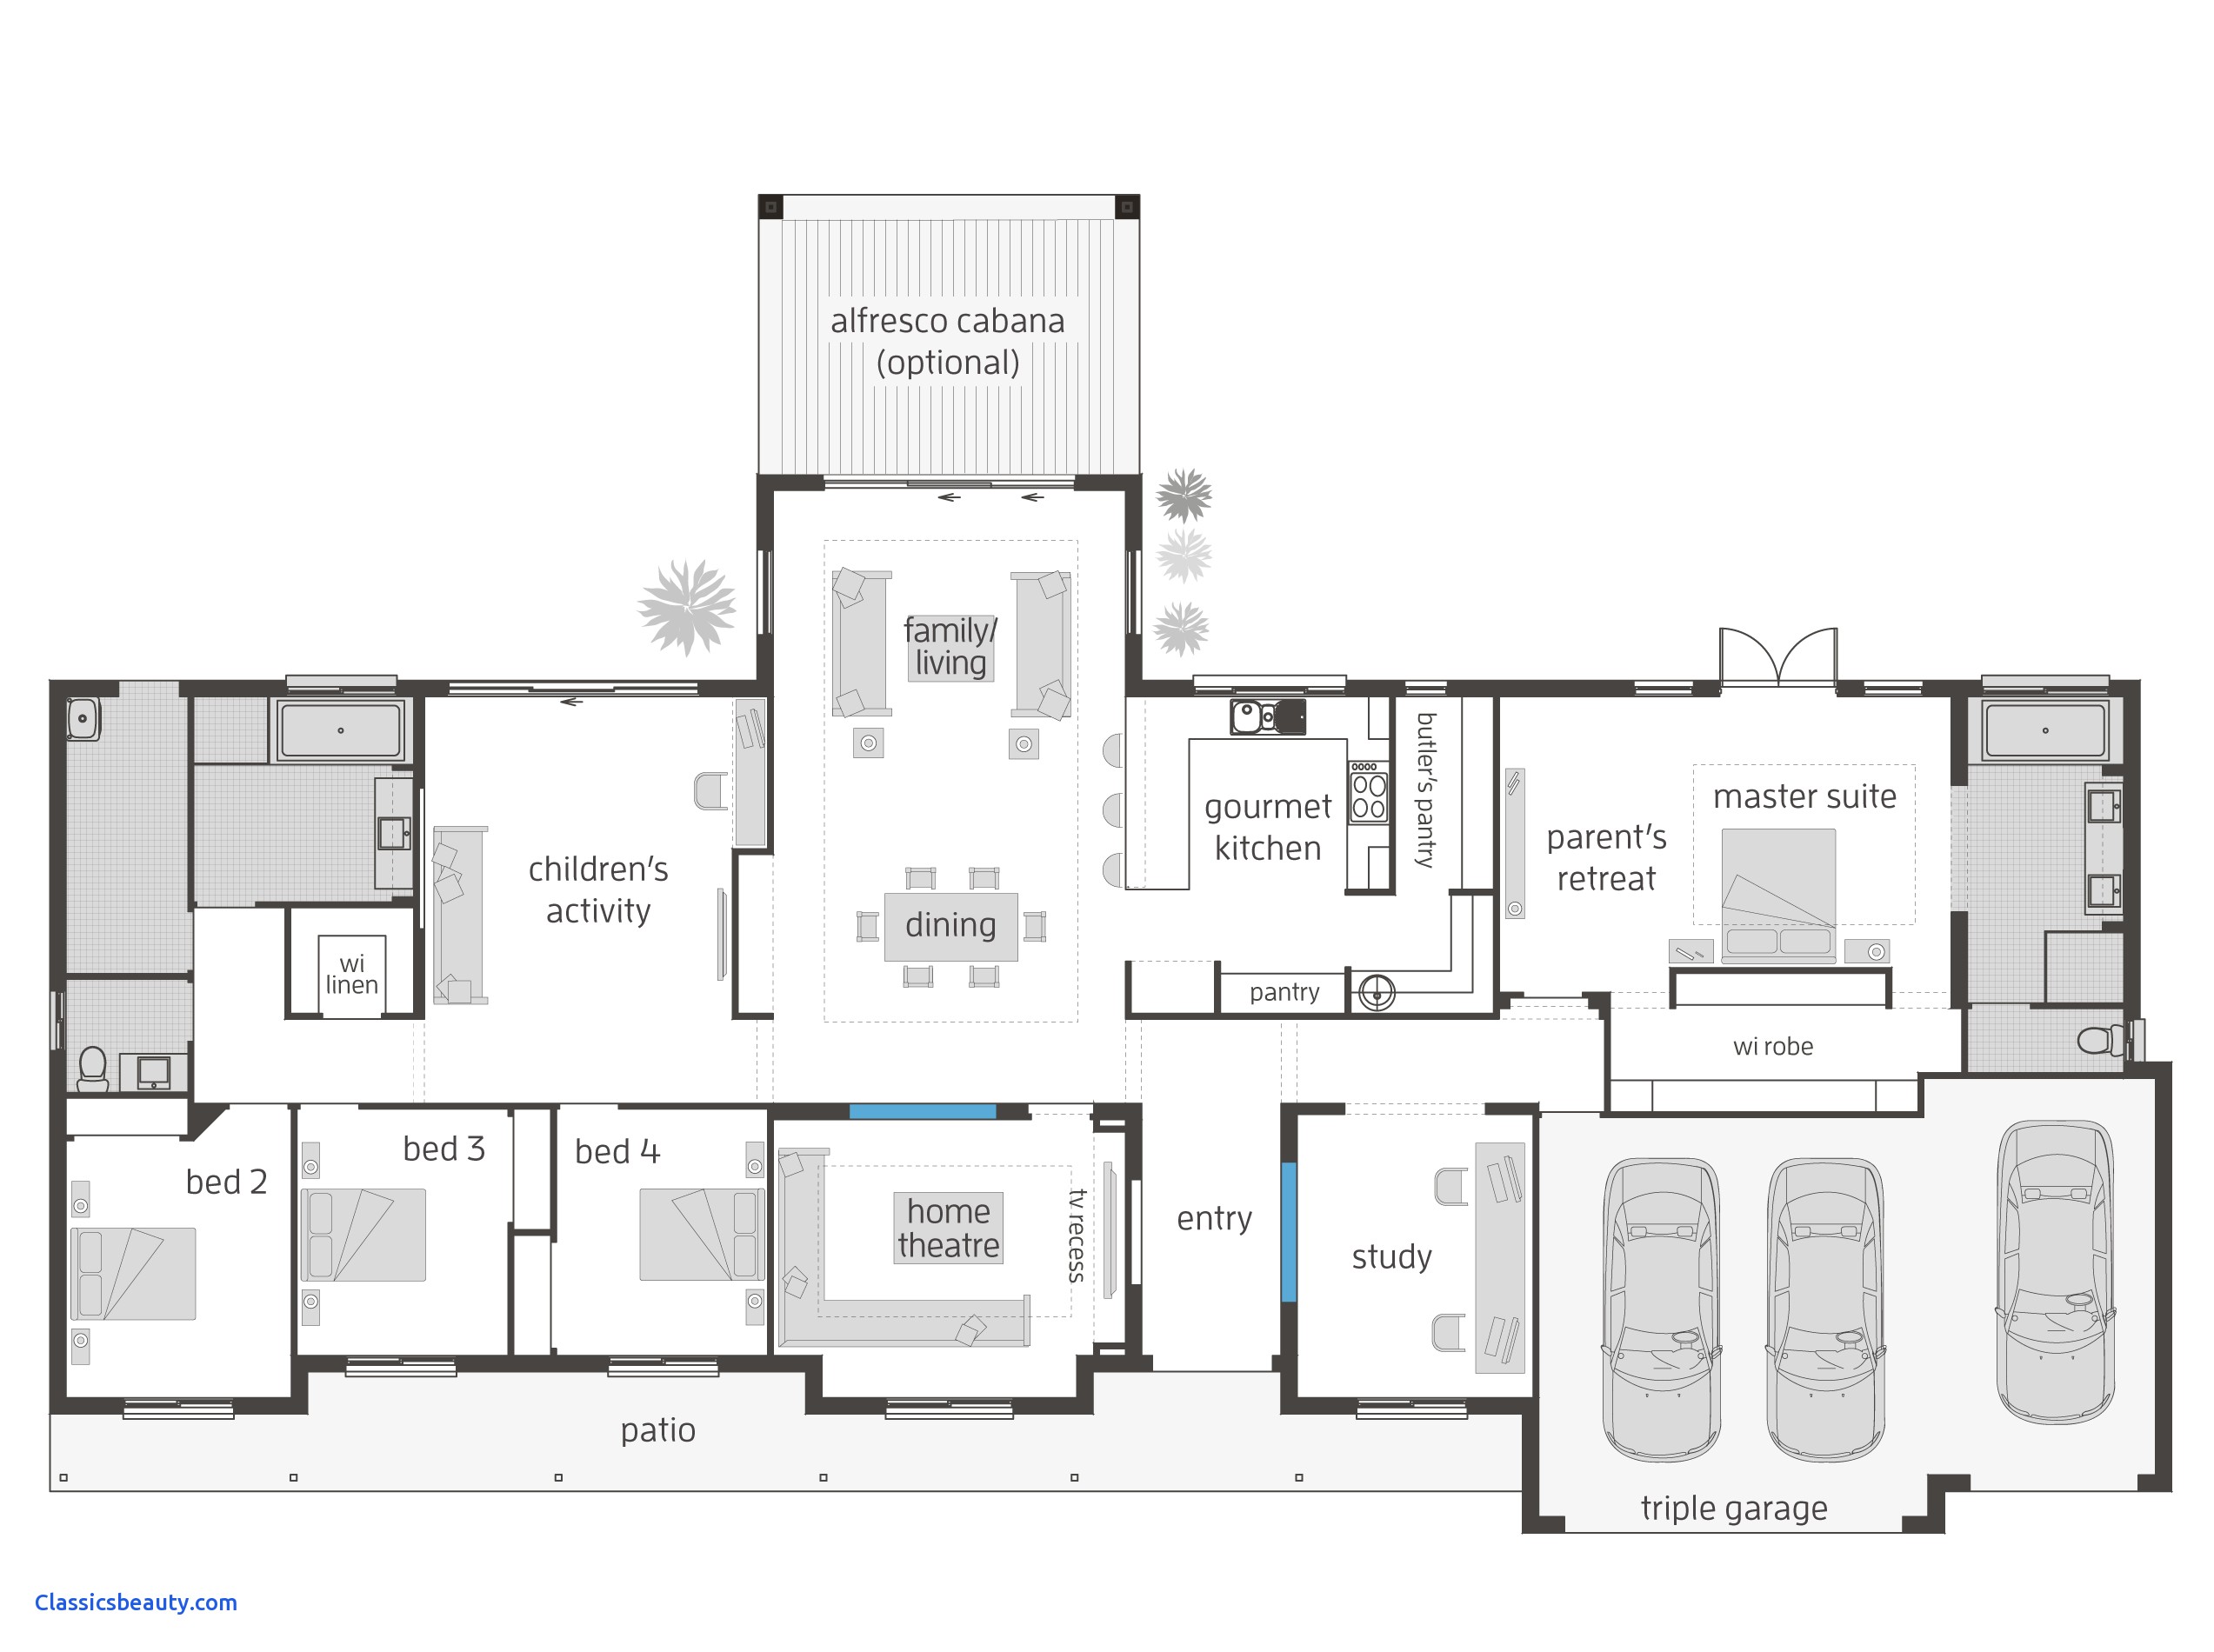 alfresco cabana
(optional)
family/
living
gourmet
kitchen
butler's pantry
master suite
parent's
retreat
children's
activity
dining
wi
linen
pantry
wi robe
bed 2
bed 3
bed 4
home
theatre
tv recess
entry
study
patio
triple garage
Classicsbeauty.com